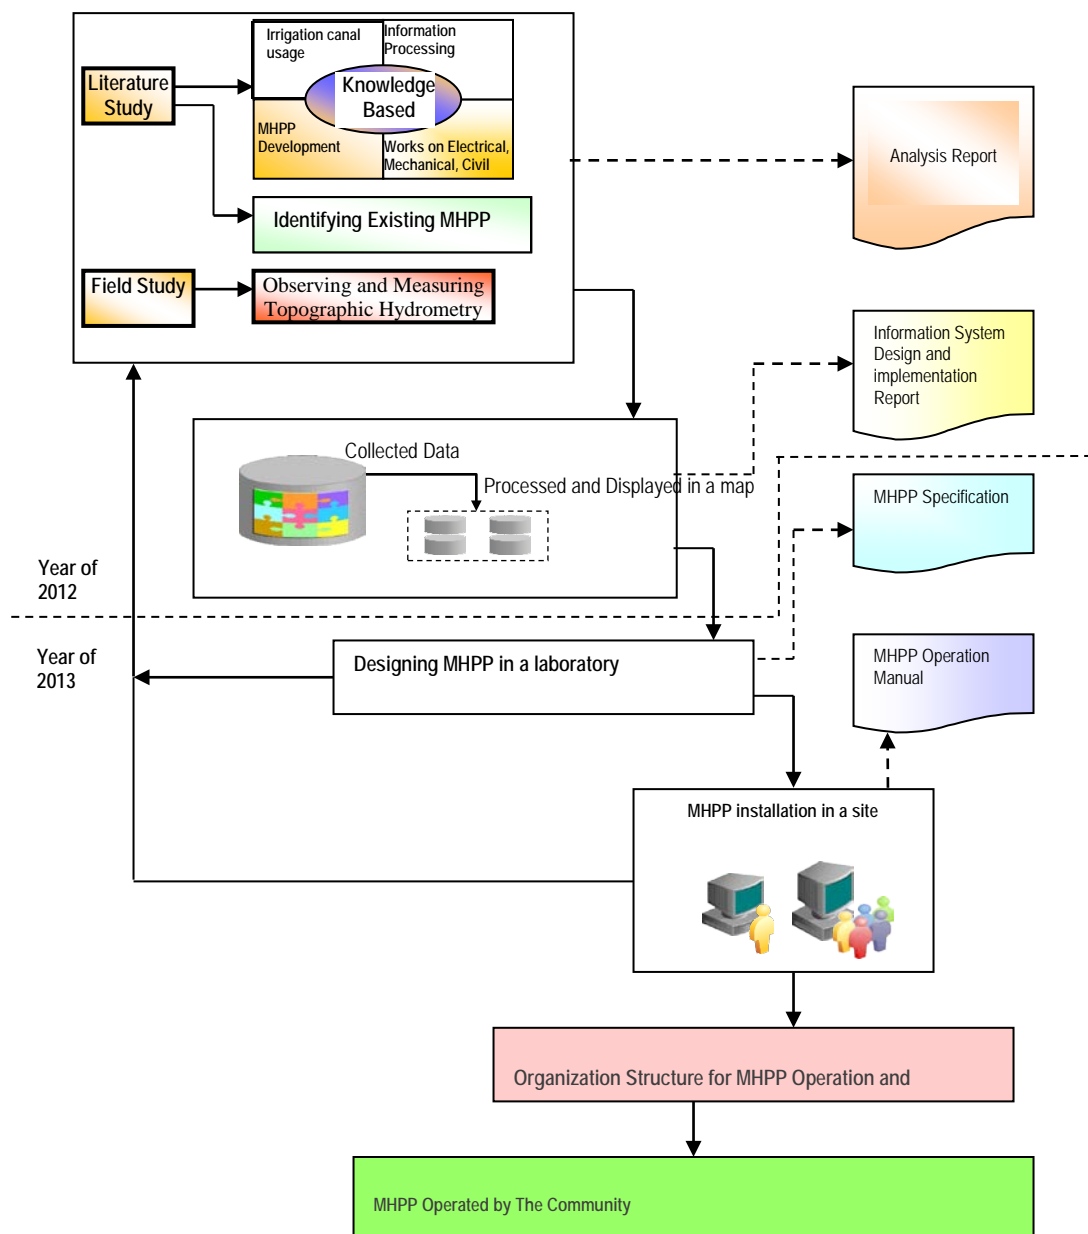 Irrigation canal
usage
Information
Processing
Literature
Study
Knowledge
Based
MHPP
Development
Works on Electrical,
Mechanical, Civil
Analysis Report
Identifying Existing MHPP
Field Study
Observing and Measuring
Topographic Hydrometry
Information System
Design and
implementation
Report
Collected Data
Processed and Displayed in a map
MHPP Specification
Year of
2012
Year of
2013
Designing MHPP in a laboratory
MHPP Operation
Manual
MHPP installation in a site
Organization Structure for MHPP Operation and
MHPP Operated by The Community